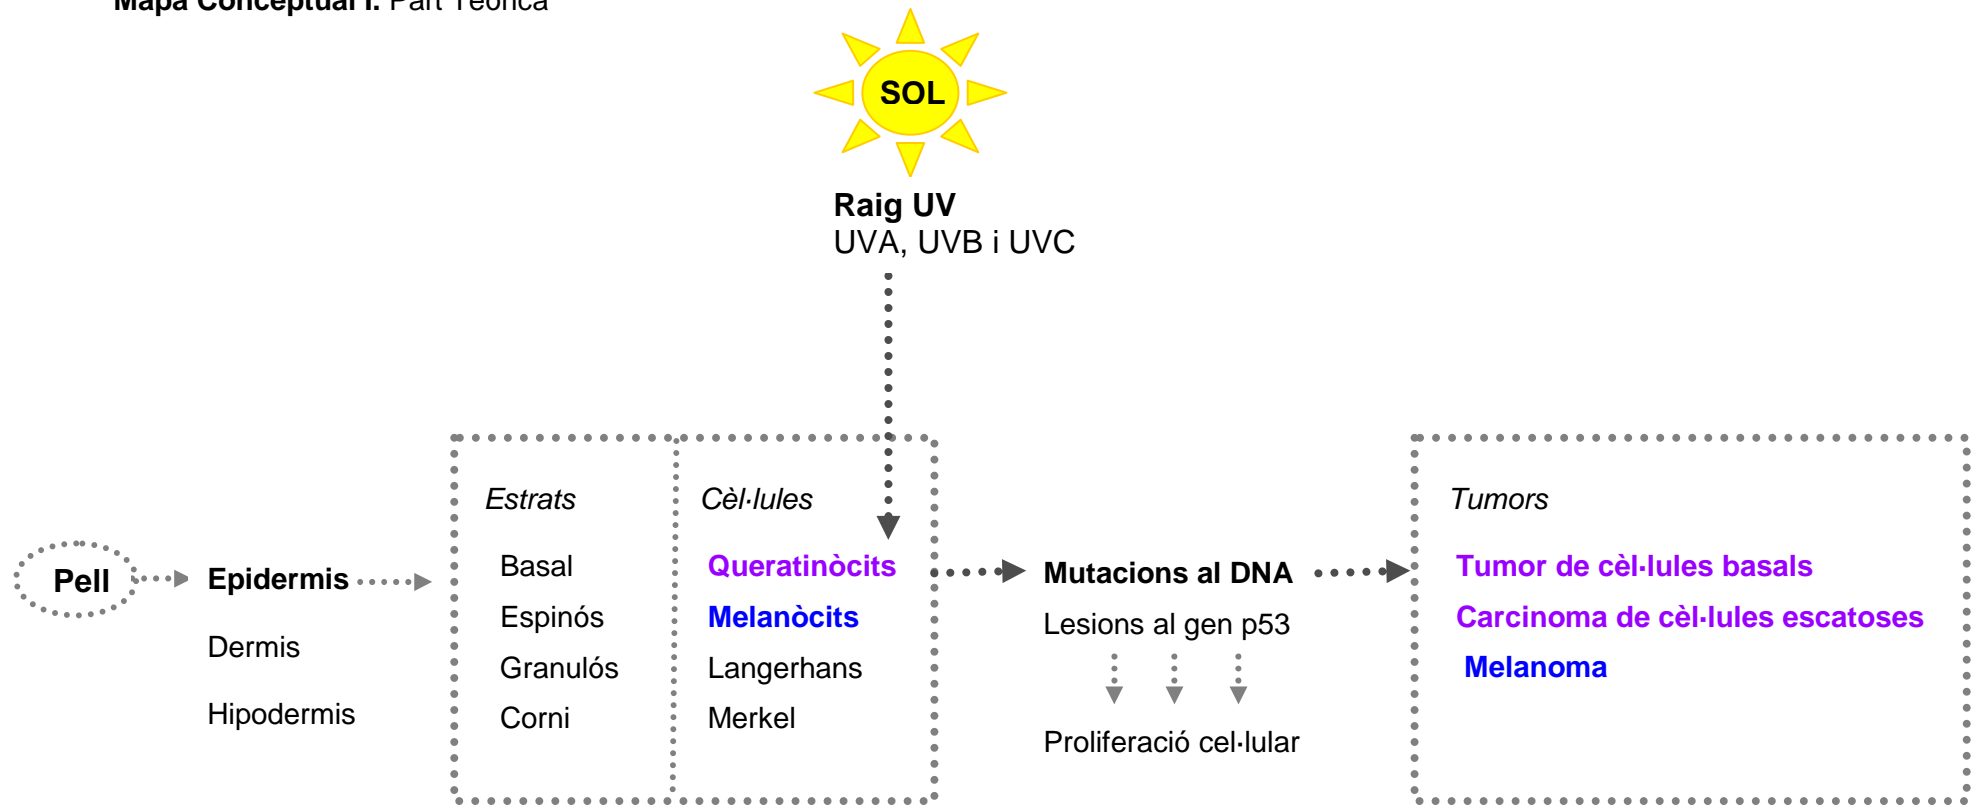 Mapa Conceptual I. Part Teòrica
SOL
Raig UV
UVA, UVB i UVC
Pell
Epidermis
Dermis
Hipodermis
Estrats
Basal
Espinós
Granulós
Corni
Cèl·lules
Queratinòcits
Melanòcits
Langerhans
Merkel
Mutacions al DNA
Lesions al gen p53
Proliferació cel·lular
Tumors
Tumor de cèl·lules basals
Carcinoma de cèl·lules escatoses
Melanoma